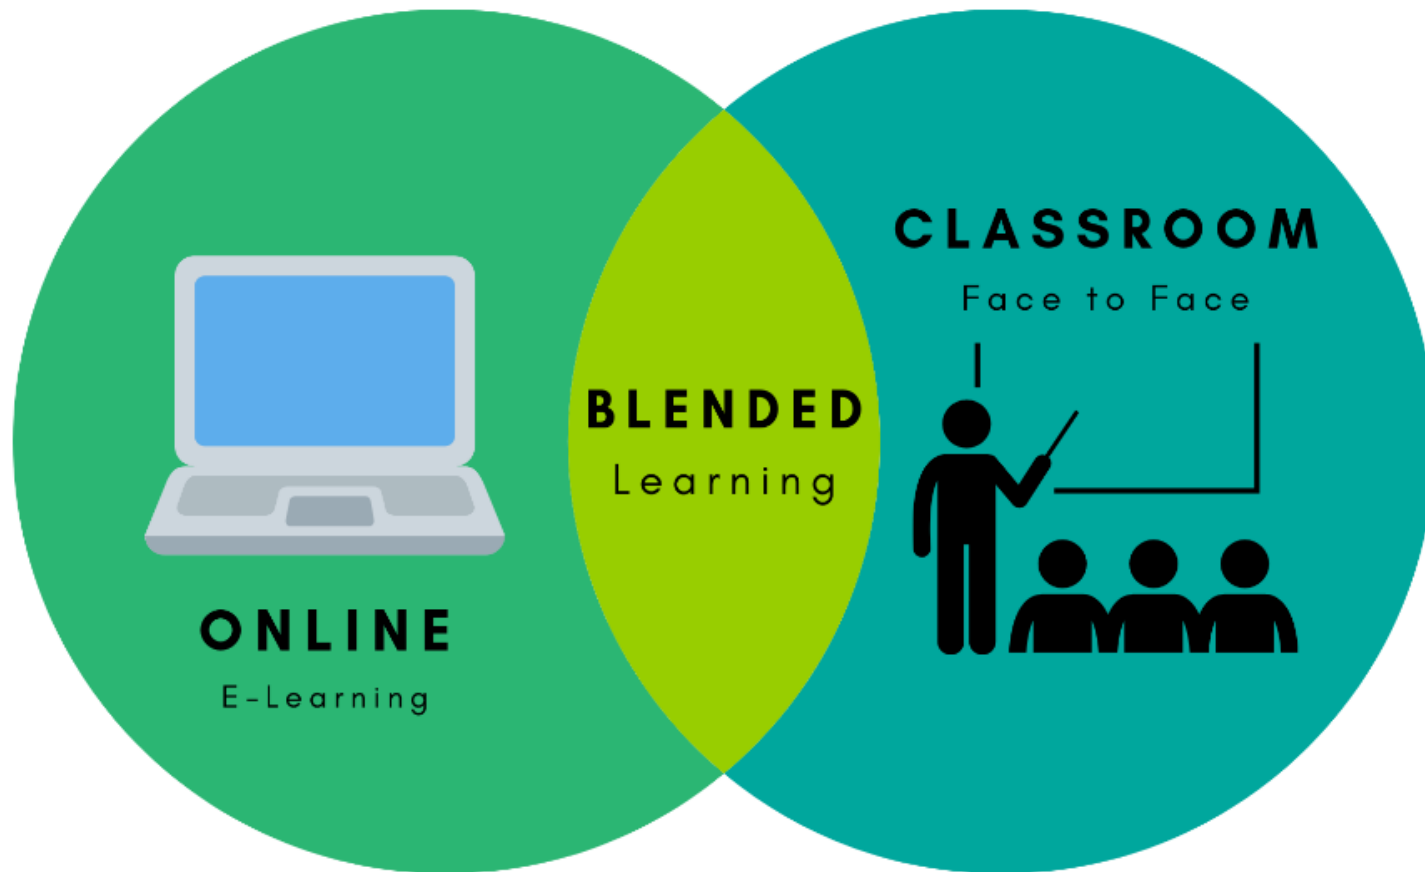 ONLINE
E-Learning
BLENDED
Learning
CLASSROOM
Face to Face